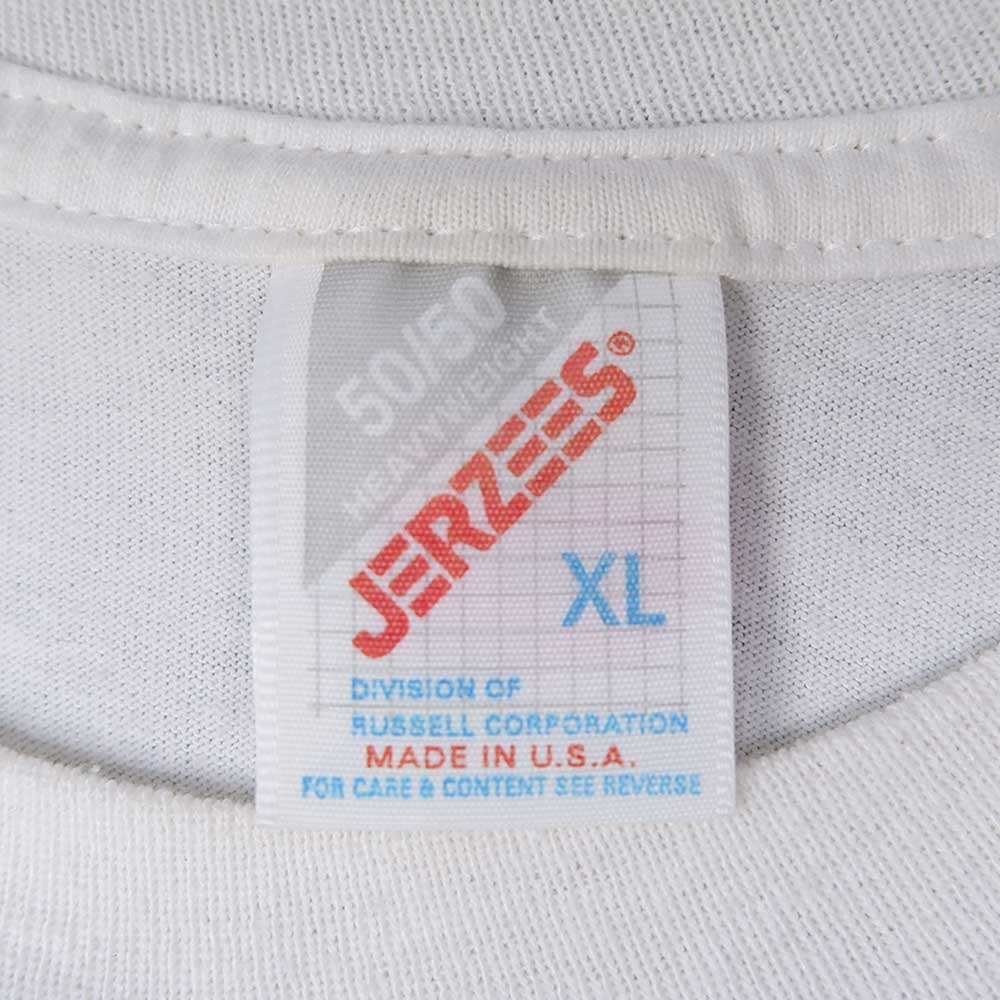 50/50
HEAVYWEIGHT
JERZEES®
XL
DIVISION OF
RUSSELL CORPORATION
MADE IN U.S.A.
FOR CARE & CONTENT SEE REVERSE